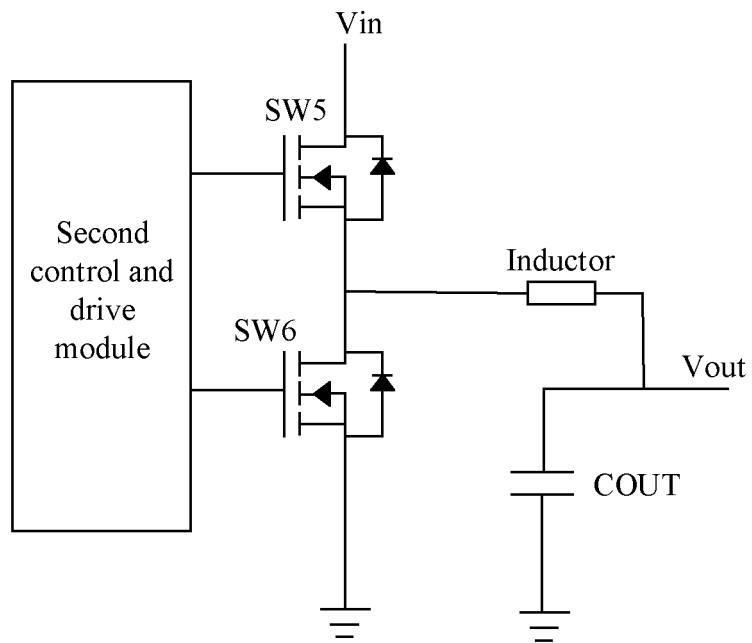 Vin
SW5
Second
control and
drive
module
Inductor
SW6
Vout
COUT